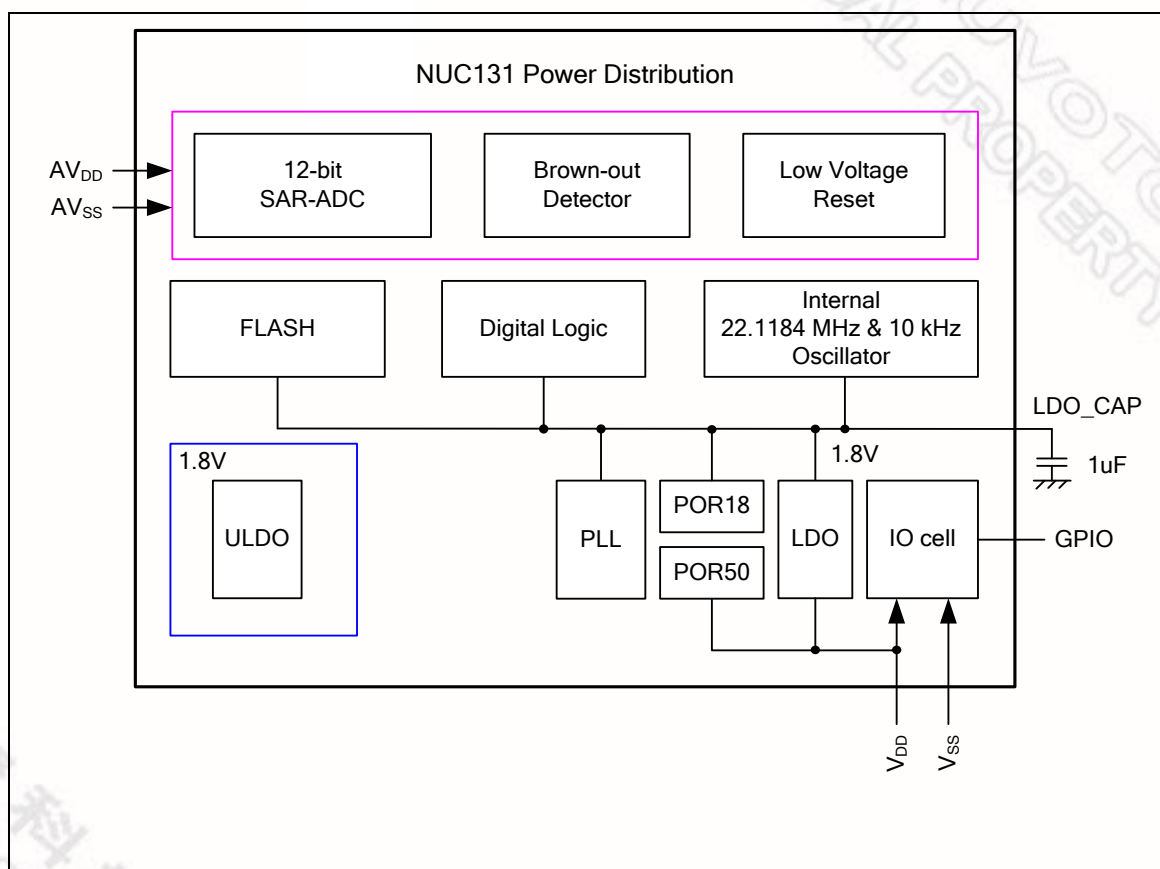 NUC131 Power Distribution
AVDD
AVSS
12-bit
SAR-ADC
Brown-out
Detector
Low Voltage
Reset
FLASH
Digital Logic
Internal
22.1184 MHz & 10 kHz
Oscillator
LDO_CAP
1uF
1.8V
ULDO
PLL
POR18
POR50
1.8V
LDO
IO cell
GPIO
VDD
VSS